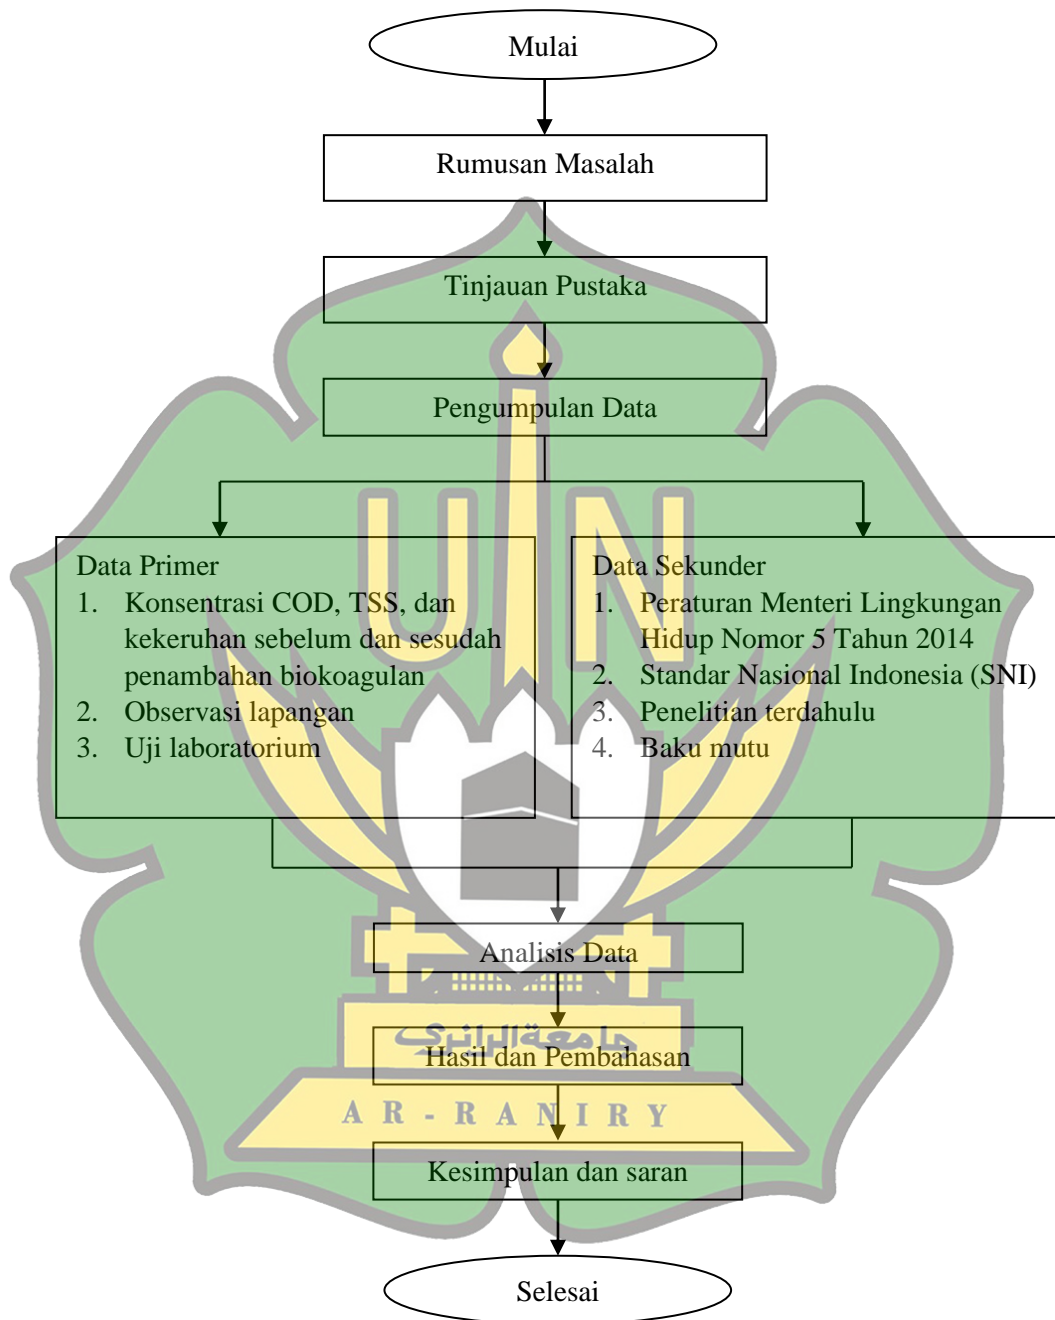 Mulai
Rumusan Masalah
Tinjauan Pustaka
Pengumpulan Data
UIN
Data Primer
1. Konsentrasi COD, TSS, dan
kekeruhan sebelum dan sesudah
penambahan biokoagulan
2. Observasi lapangan
3. Uji laboratorium
Data Sekunder
1. Peraturan Menteri Lingkungan
Hidup Nomor 5 Tahun 2014
2. Standar Nasional Indonesia (SNI)
3. Penelitian terdahulu
4. Baku mutu
Analisis Data
جامعة الرانري
Hasil dan Pembahasan
AR-RANIRY
Kesimpulan dan saran
Selesai